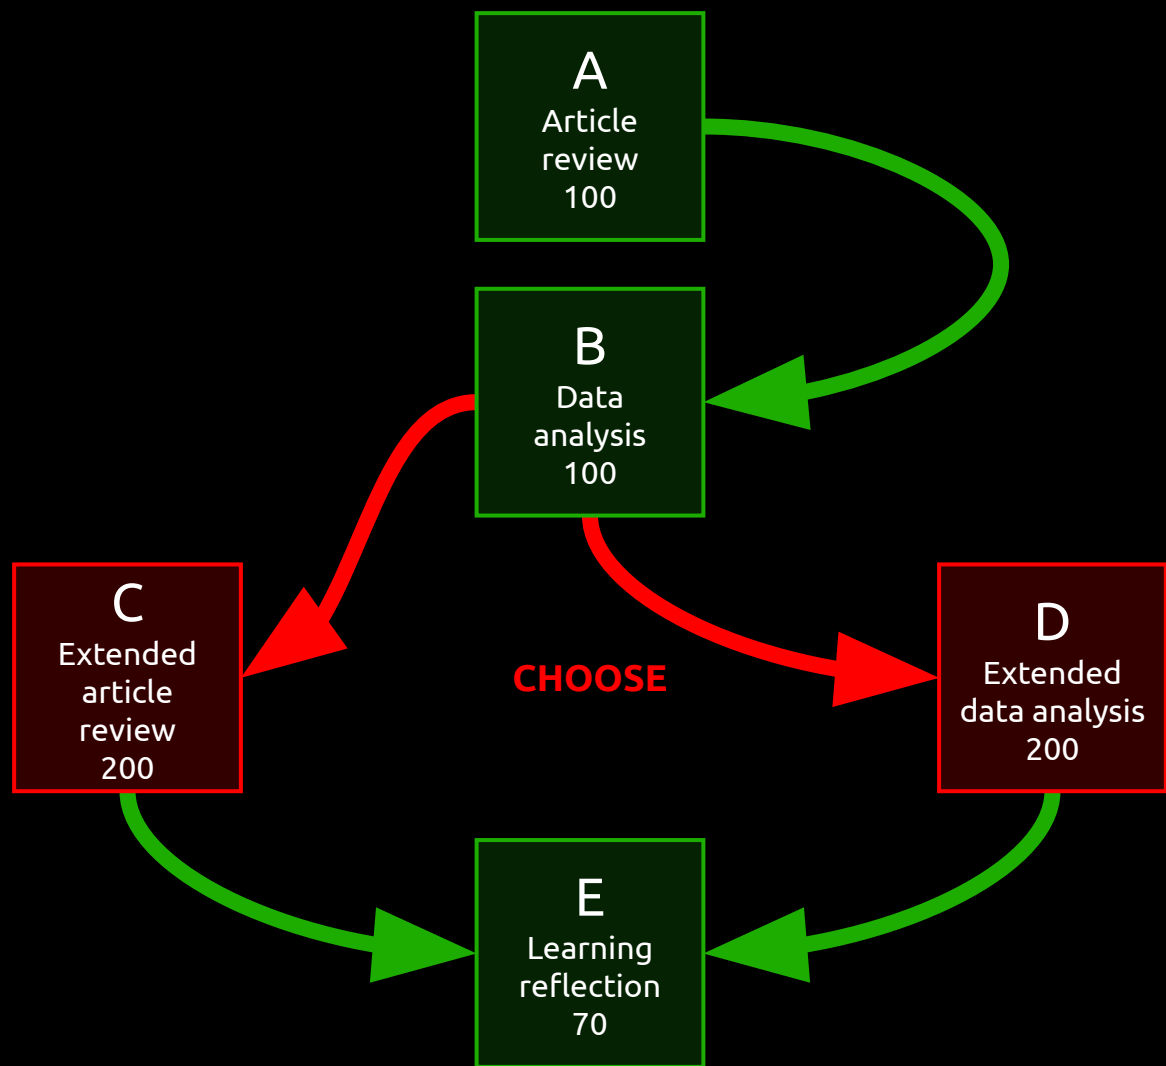 A
Article
review
100
B
Data
analysis
100
C
Extended
article
review
200
CHOOSE
D
Extended
data analysis
200
E
Learning
reflection
70